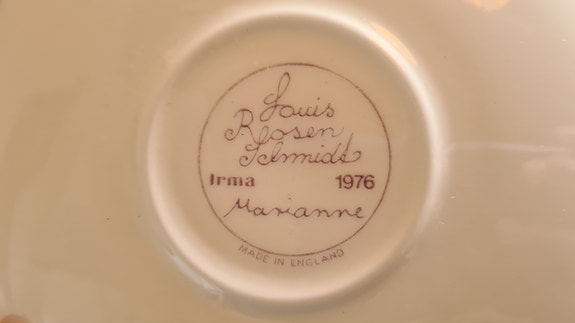 Louis
Rosen
Schmidt
Irma 1976
Marianne
MADE IN ENGLAND